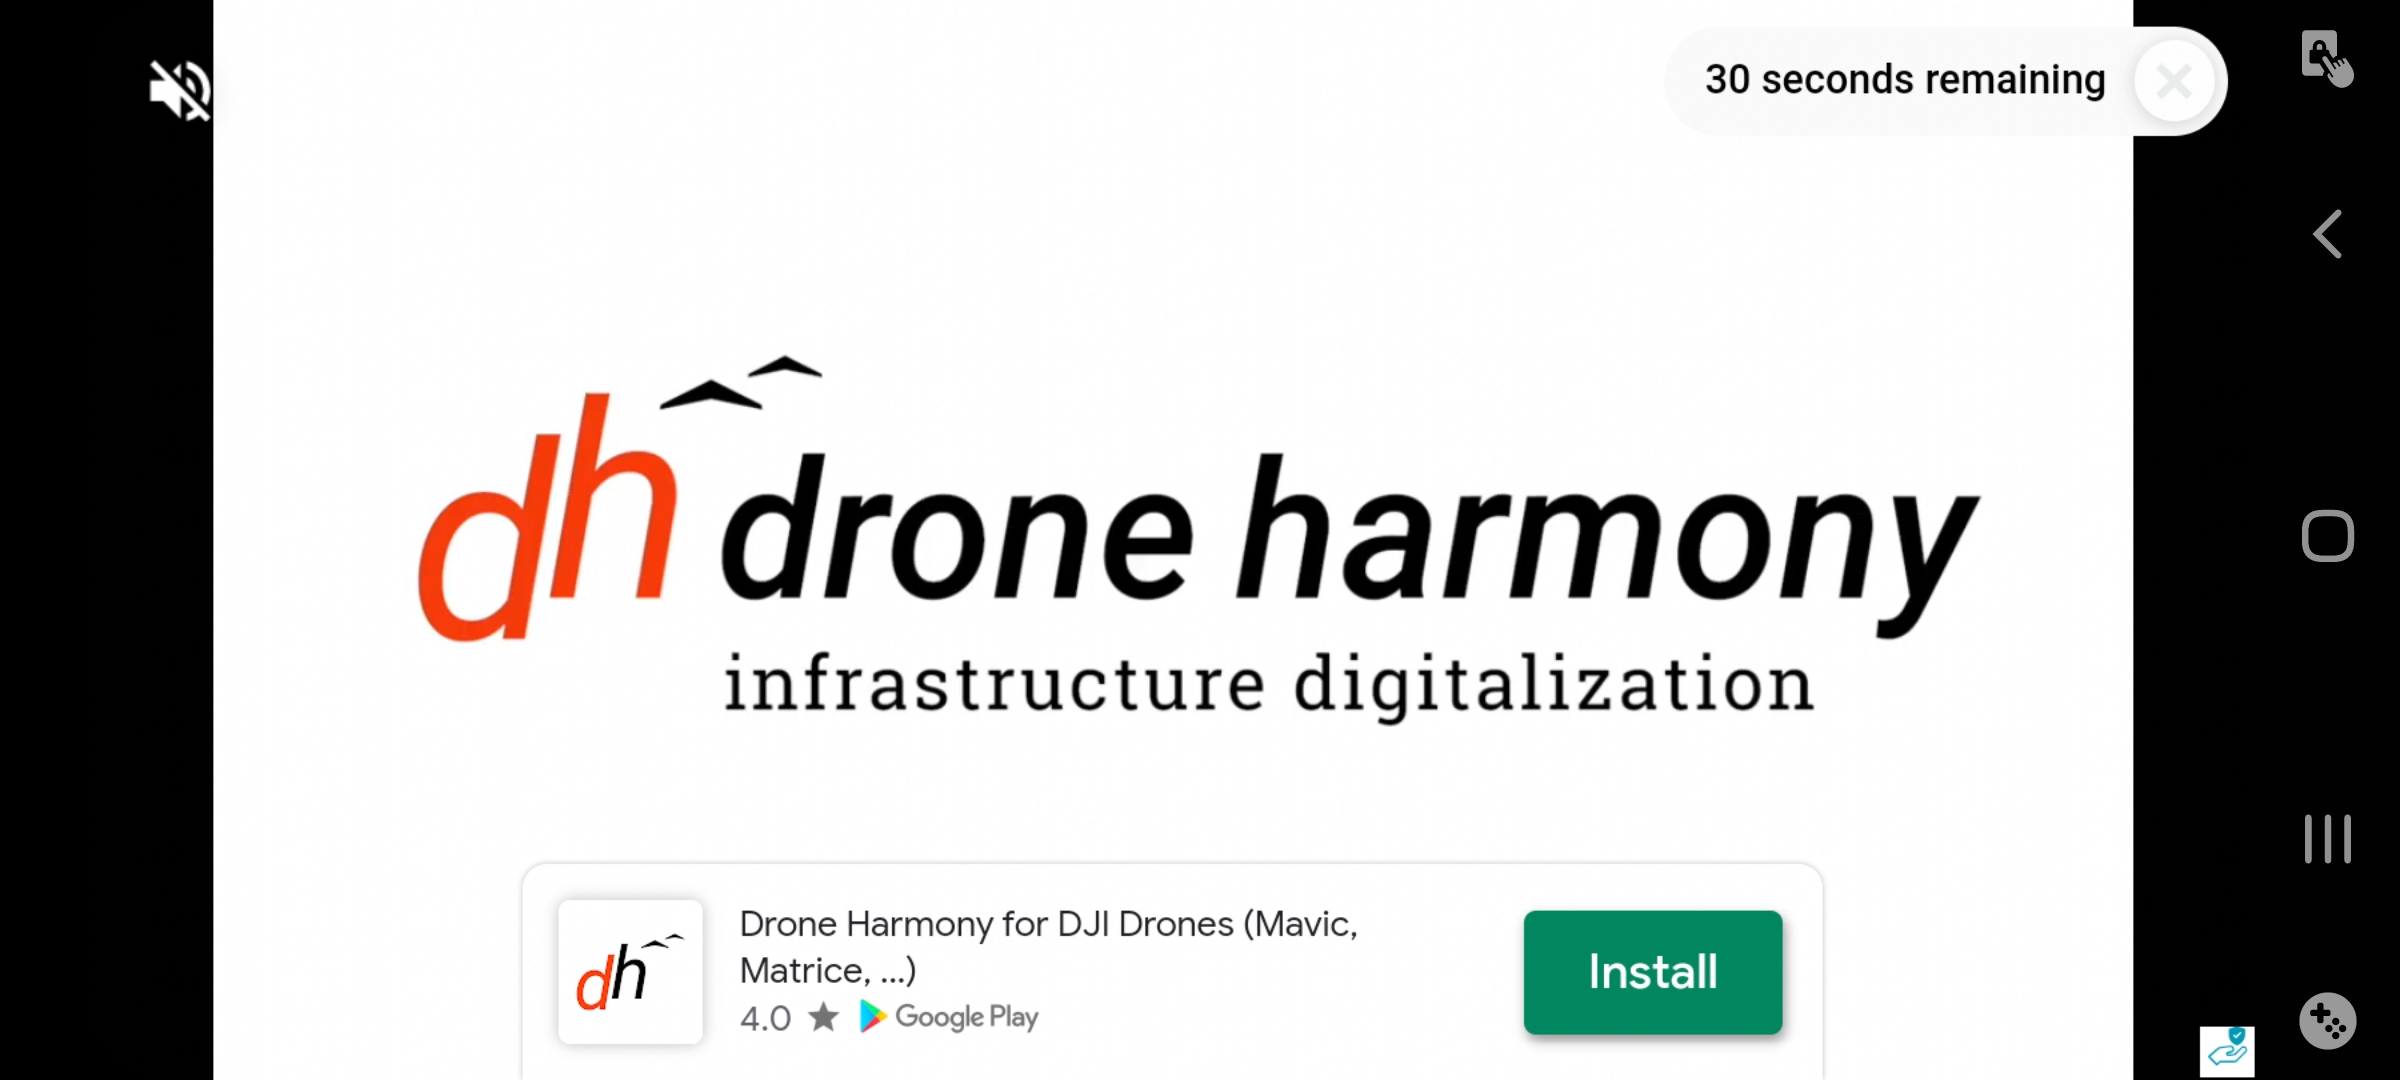 30 seconds remaining
dh drone harmony
infrastructure digitalization
dh
Drone Harmony for DJI Drones (Mavic,
Matrice, ...)
4.0 ★ Google Play
Install